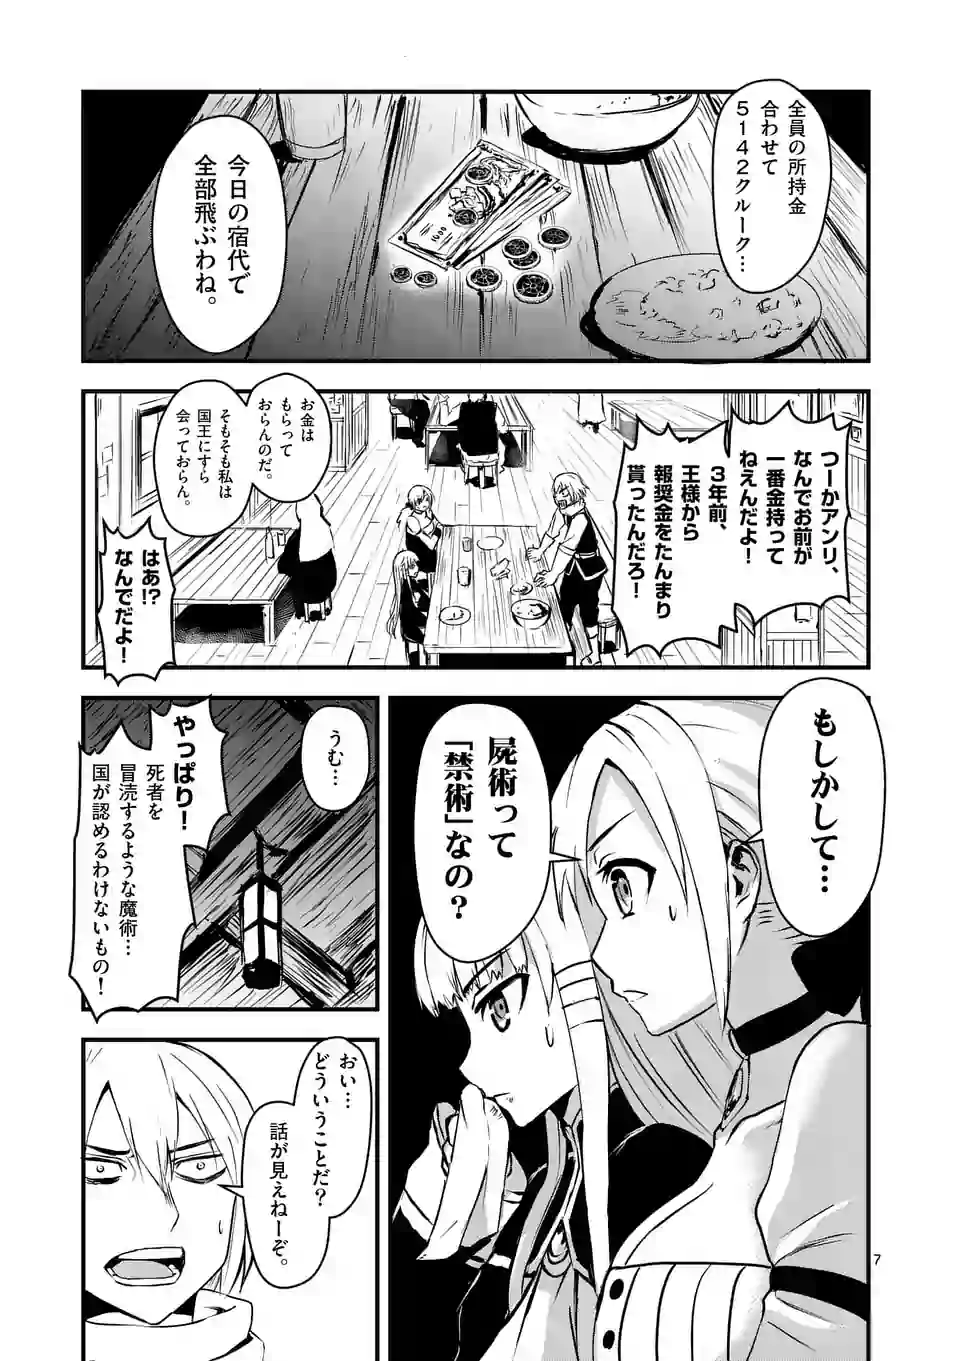 全員の所持金
合わせて
5142クルーク…
今日の宿代で
全部飛ぶわね。
1000
つーかアンリ、
なんでお前が
一番金持って
ねえんだよ!
3年前、
王様から
報奨金をたんまり
貰ったんだろ!
お金は
もらって
おらんのだ。
そもそも私は
国王にすら
会っておらん。
はあ!?
なんでだよ!
もしかして…
屍術って
「禁術」なの?
うむ…
やっぱり!
死者を
冒涜するような魔術…
国が認めるわけないもの!
おい…
どういうことだ?
話が見えねーぞ。
7